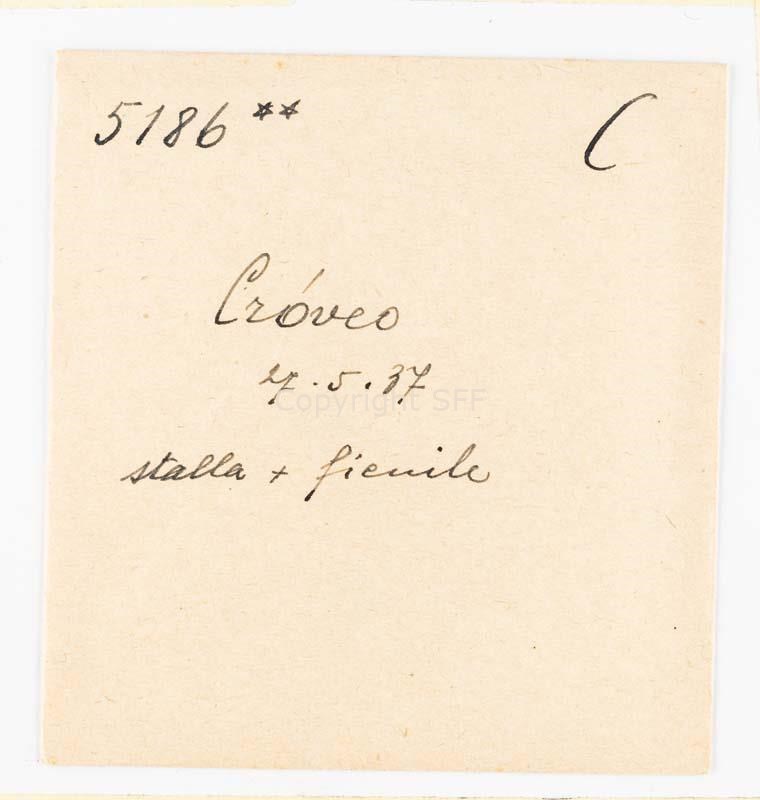 5186** C
Cróveo
27.5.37
Copyright SFF
stalla + fienile